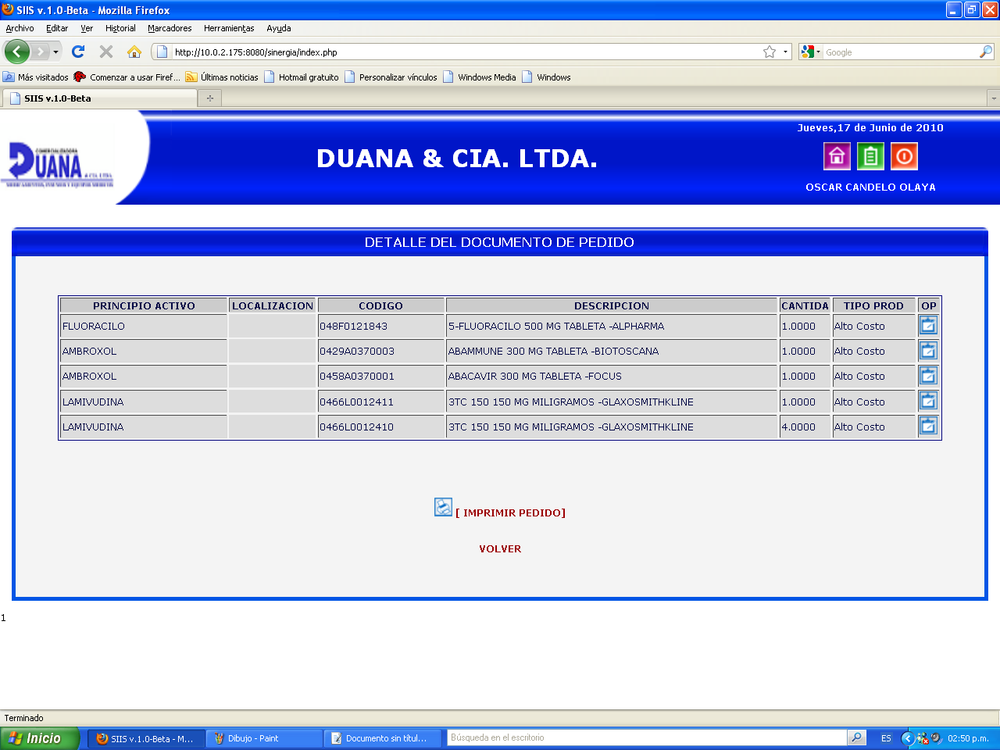 SIIS v.1.0-Beta - Mozilla Firefox
Archivo Editar Ver Historial Marcadores Herramientas Ayuda
http://10.0.2.175:8080/sinergia/index.php Google
Más visitados Comenzar a usar Firef... Últimas noticias Hotmail gratuito Personalizar vínculos Windows Media Windows
SIIS v.1.0-Beta
Jueves,17 de Junio de 2010
COMERCIALIZADORA
DUANA & CIA. LTDA.
DUANA & CIA. LTDA.
OSCAR CANDELO OLAYA
DETALLE DEL DOCUMENTO DE PEDIDO
PRINCIPIO ACTIVO LOCALIZACION CODIGO DESCRIPCION CANTIDA TIPO PROD OP
FLUORACILO 048F0121843 5-FLUORACILO 500 MG TABLETA -ALPHARMA 1.0000 Alto Costo
AMBROXOL 0429A0370003 ABAMMUNE 300 MG TABLETA -BIOTOSCANA 1.0000 Alto Costo
AMBROXOL 0458A0370001 ABACAVIR 300 MG TABLETA -FOCUS 1.0000 Alto Costo
LAMIVUDINA 0466L0012411 3TC 150 150 MG MILIGRAMOS -GLAXOSMITHKLINE 1.0000 Alto Costo
LAMIVUDINA 0466L0012410 3TC 150 150 MG MILIGRAMOS -GLAXOSMITHKLINE 4.0000 Alto Costo
[ IMPRIMIR PEDIDO]
VOLVER
1
Terminado
Inicio SIIS v.1.0-Beta - M... Dibujo - Paint Documento sin títul... Búsqueda en el escritorio ES 02:50 p.m.